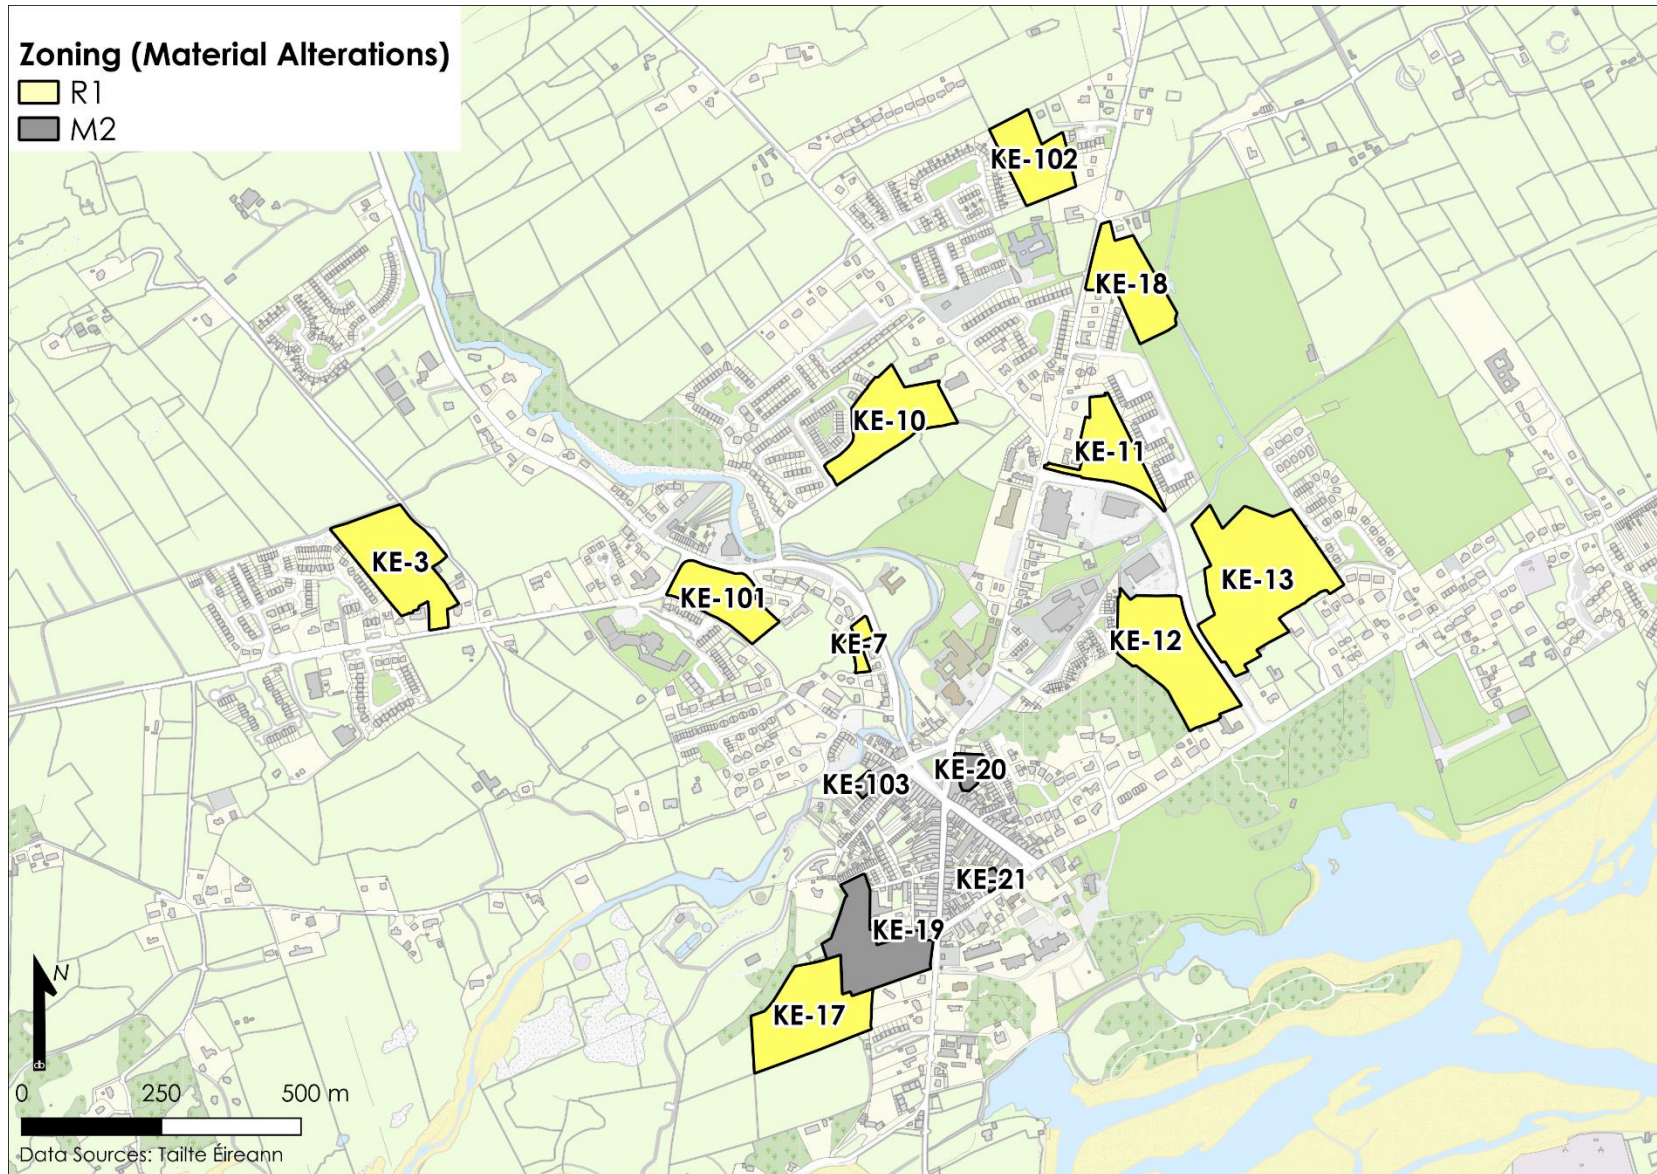 Zoning (Material Alterations)
R1
M2
KE-102
KE-18
KE-10
KE-11
KE-3
KE-13
KE-101
KE-12
KE-7
KE-20
KE-103
KE-21
KE-19
KE-17
N
0 250 500 m
Data Sources: Tailte Éireann